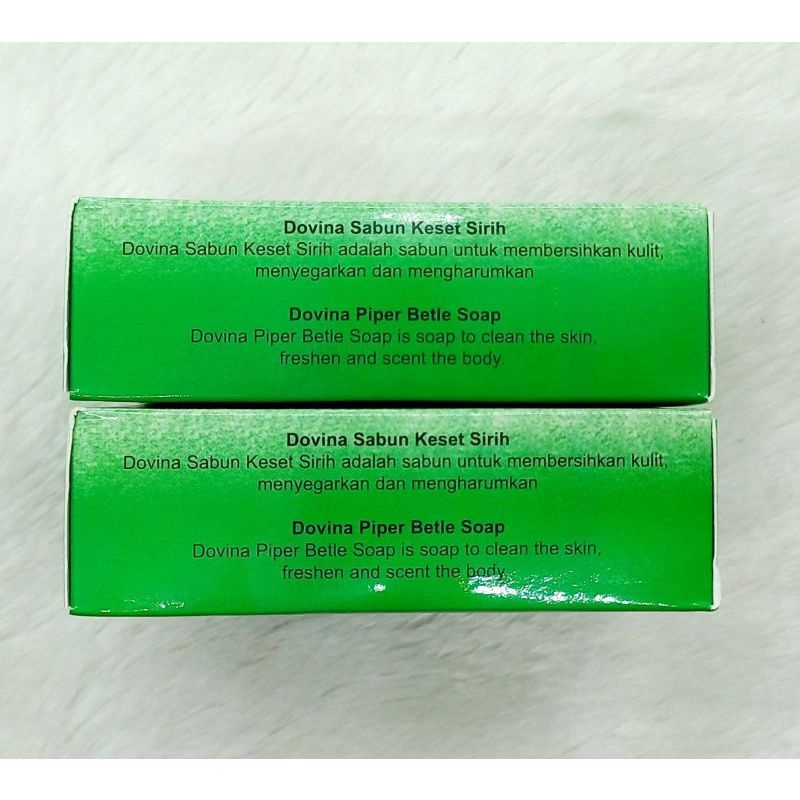 Dovina Sabun Keset Sirih
Dovina Sabun Keset Sirih adalah sabun untuk membersihkan kulit,
menyegarkan dan mengharumkan
Dovina Piper Betle Soap
Dovina Piper Betle Soap is soap to clean the skin,
freshen and scent the body.
Dovina Sabun Keset Sirih
Dovina Sabun Keset Sirih adalah sabun untuk membersihkan kulit,
menyegarkan dan mengharumkan
Dovina Piper Betle Soap
Dovina Piper Betle Soap is soap to clean the skin,
freshen and scent the body.